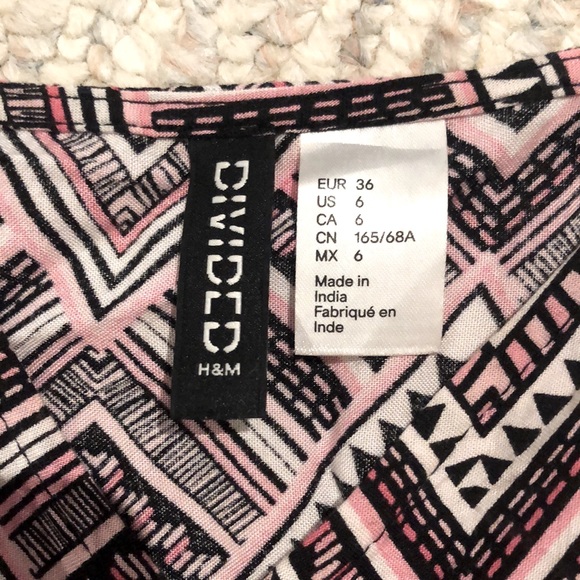 DIVIDED
H&M
EUR 36
US 6
CA 6
CN 165/68A
MX 6
Made in
India
Fabriqué en
Inde